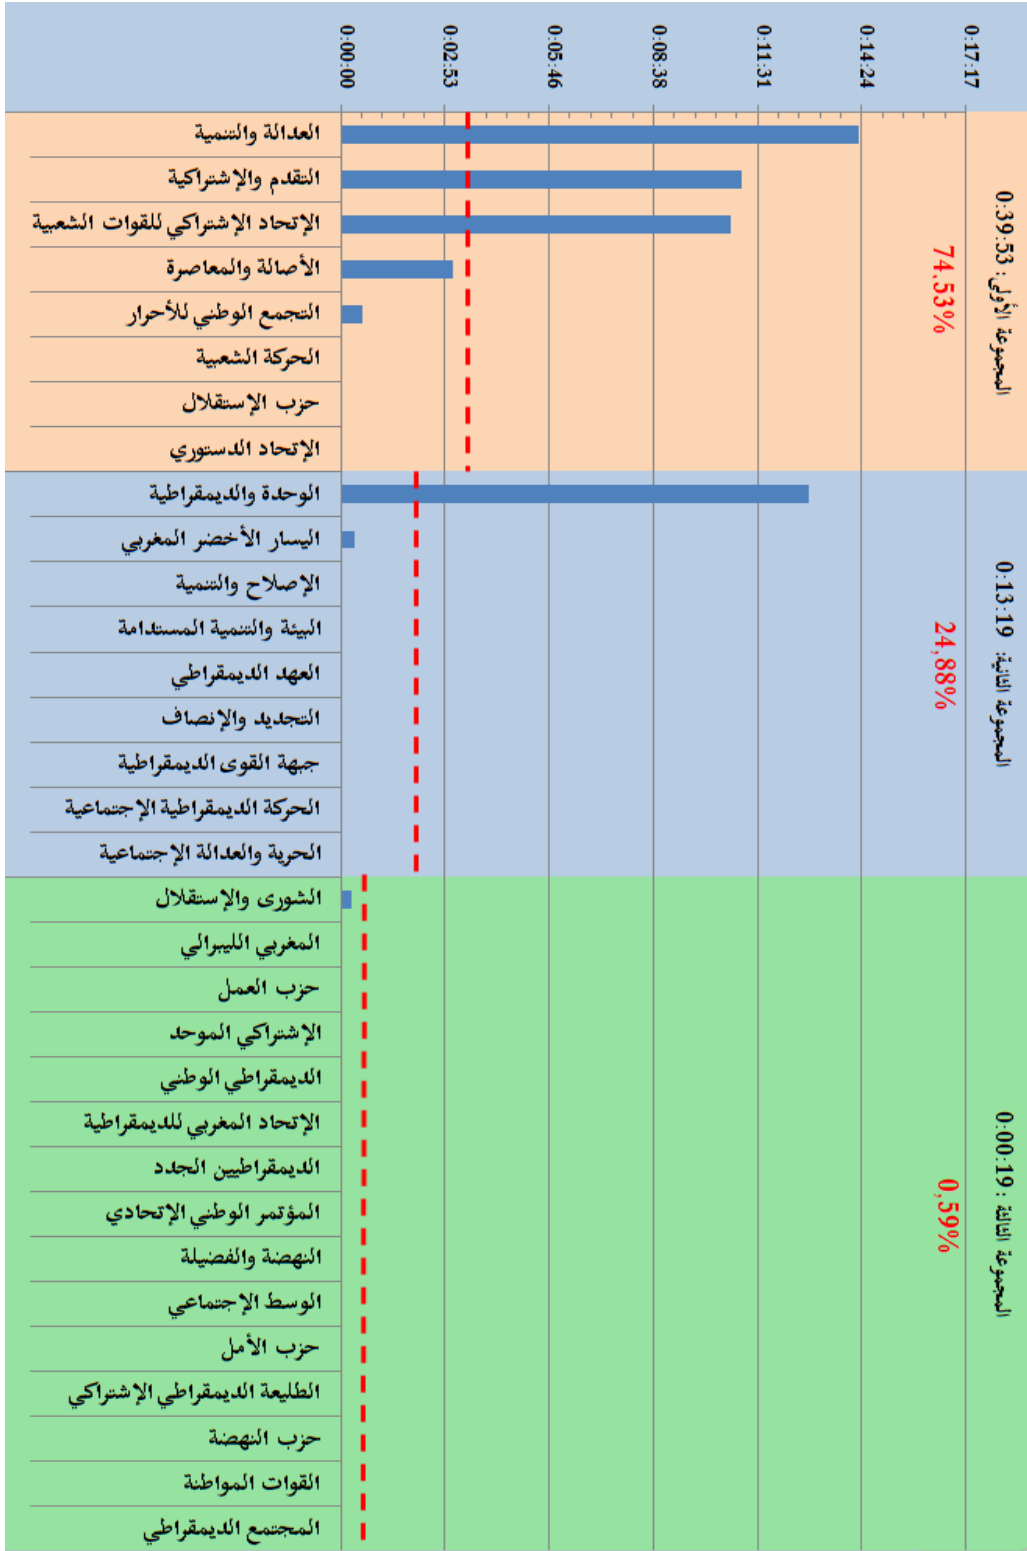 0:00:00
0:02:53
0:05:46
0:08:38
0:11:31
0:14:24
0:17:17
العدالة والتنمية
التقدم والإشتراكية
الإتحاد الإشتراكي للقوات الشعبية
الأصالة والمعاصرة
التجمع الوطني للأحرار
الحركة الشعبية
حزب الإستقلال
الإتحاد الدستوري
المجموعة الأولى: 0:39:53
74,53%
الوحدة والديمقراطية
اليسار الأخضر المغربي
الإصلاح والتنمية
البيئة والتنمية المستدامة
العهد الديمقراطي
التجديد والإنصاف
جبهة القوى الديمقراطية
الحركة الديمقراطية الإجتماعية
الحرية والعدالة الإجتماعية
المجموعة الثانية: 0:13:19
24,88%
الشورى والإستقلال
المغربي الليبرالي
حزب العمل
الإشتراكي الموحد
الديمقراطي الوطني
الإتحاد المغربي للديمقراطية
الديمقراطيين الجدد
المؤتمر الوطني الإتحادي
النهضة والفضيلة
الوسط الإجتماعي
حزب الأمل
الطليعة الديمقراطي الإشتراكي
حزب النهضة
القوات المواطنة
المجتمع الديمقراطي
المجموعة الثالثة : 0:00:19
0,59%